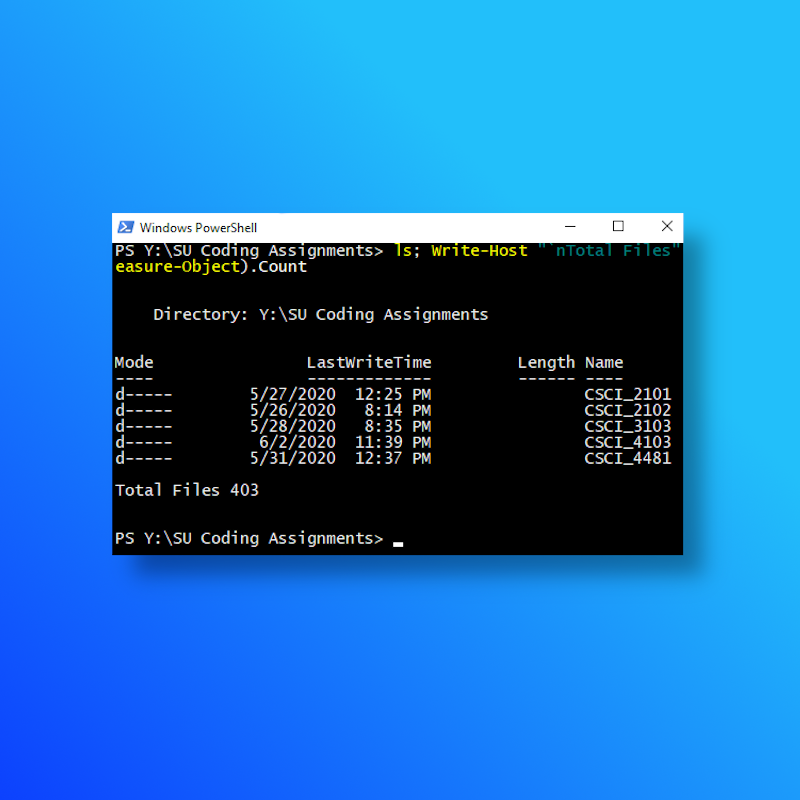 Windows PowerShell
PS Y:\SU Coding Assignments> ls; Write-Host "`nTotal Files"
easure-Object).Count
Directory: Y:\SU Coding Assignments
Mode LastWriteTime Length Name
---- ------------- ------ ----
d----- 5/27/2020 12:25 PM CSCI_2101
d----- 5/26/2020 8:14 PM CSCI_2102
d----- 5/28/2020 8:35 PM CSCI_3103
d----- 6/2/2020 11:39 PM CSCI_4103
d----- 5/31/2020 12:37 PM CSCI_4481
Total Files 403
PS Y:\SU Coding Assignments>